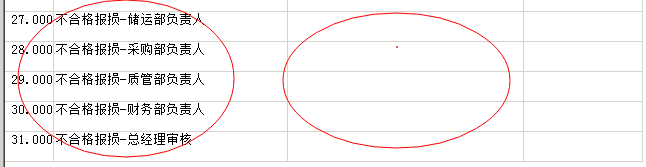 27.000 不合格报损-储运部负责人
28.000 不合格报损-采购部负责人
29.000 不合格报损-质管部负责人
30.000 不合格报损-财务部负责人
31.000 不合格报损-总经理审核